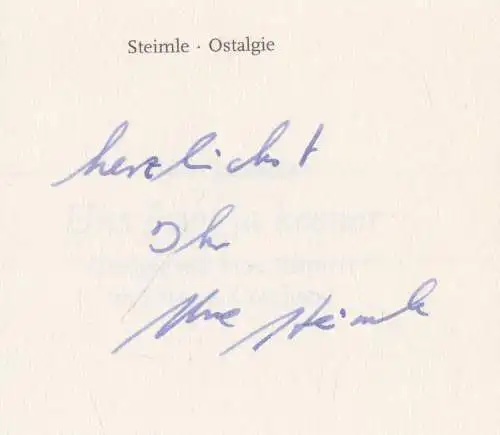 Steimle · Ostalgie
herzlichst
Ihr
Uwe Steimle